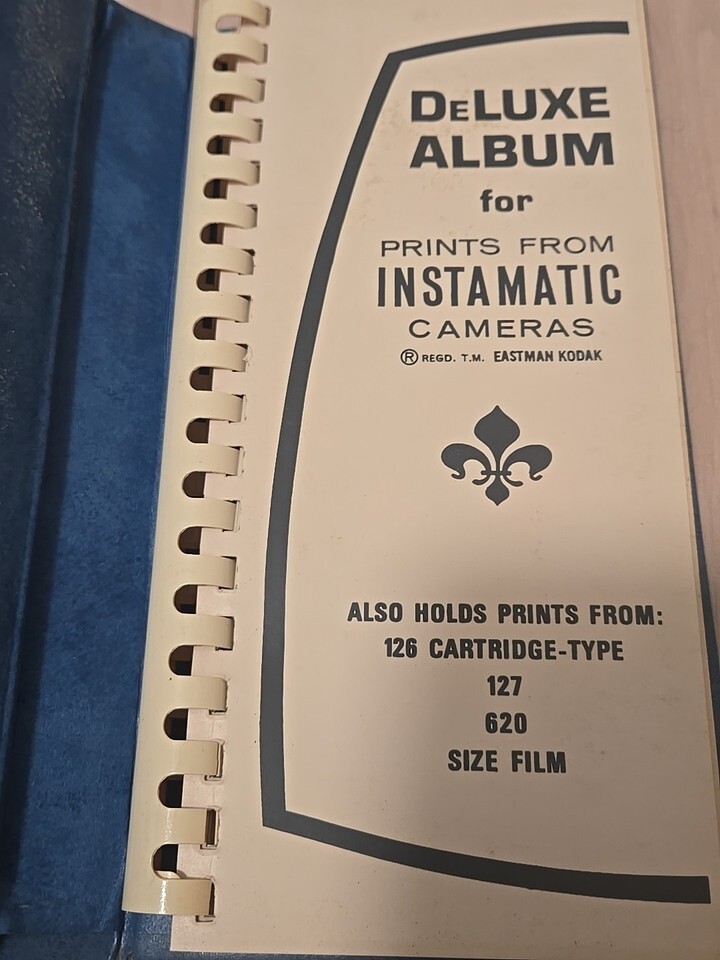 DeLUXE
ALBUM
for
PRINTS FROM
INSTAMATIC
CAMERAS
® REGD. T.M. EASTMAN KODAK
ALSO HOLDS PRINTS FROM:
126 CARTRIDGE-TYPE
127
620
SIZE FILM